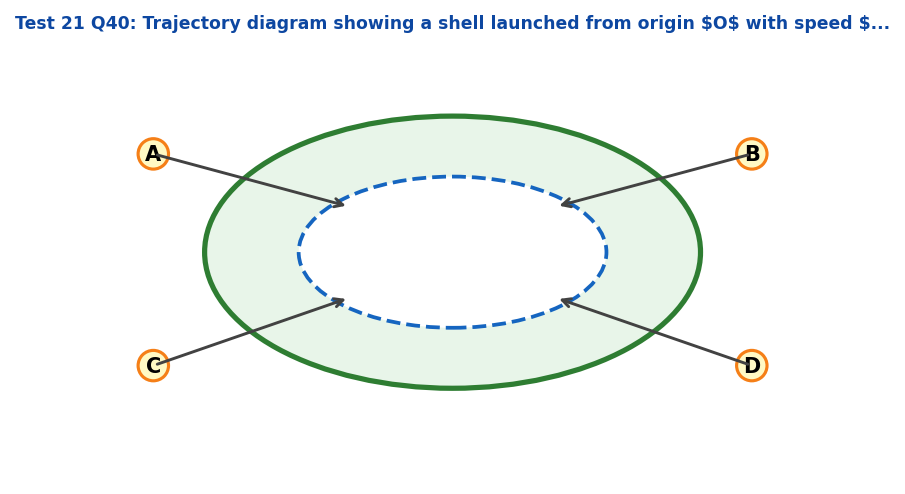 Test 21 Q40: Trajectory diagram showing a shell launched from origin $O$ with speed $...
A
B
C
D